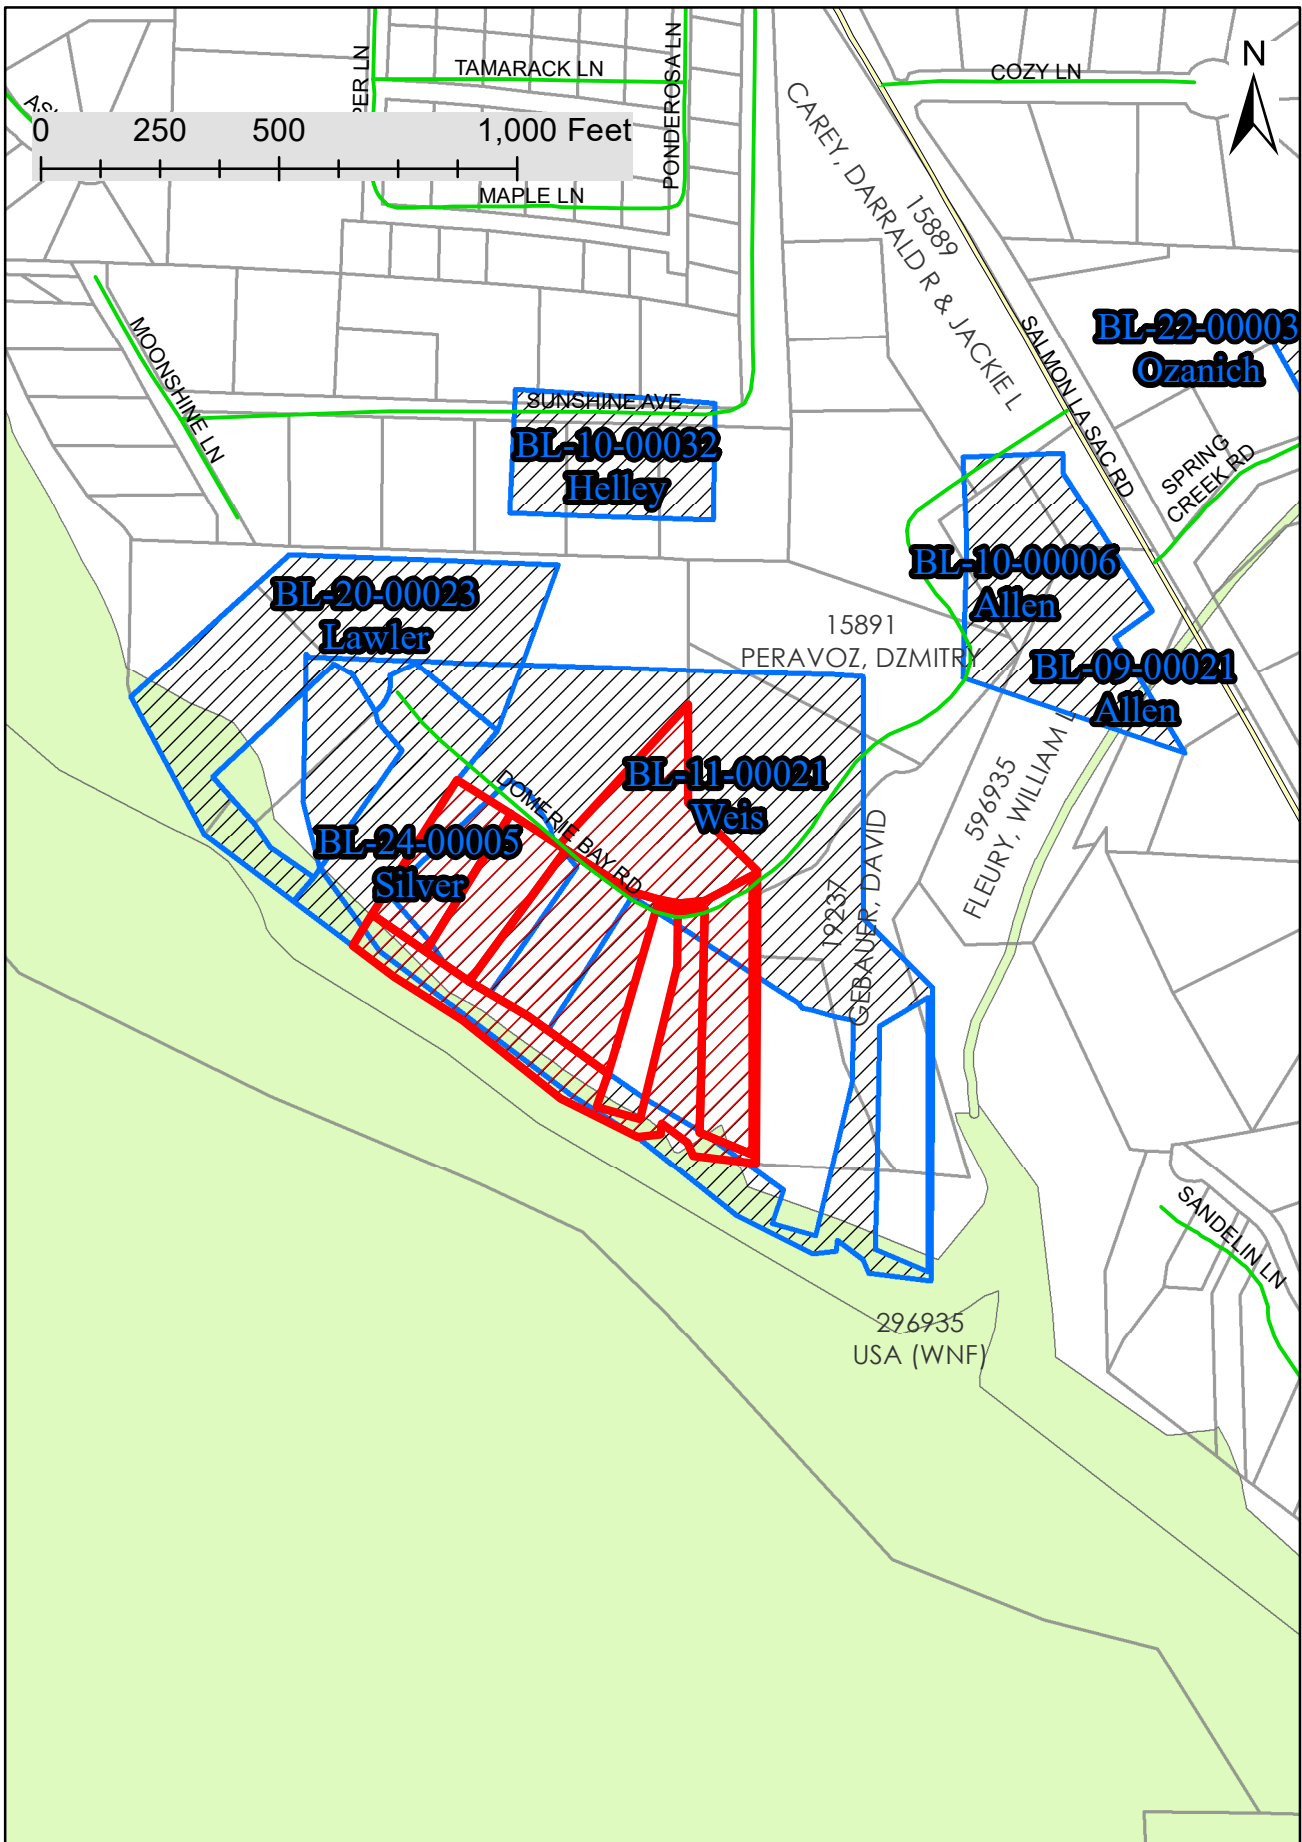 N
TAMARACK LN
COZY LN
PONDEROSA LN
0 250 500 1,000 Feet
MAPLE LN
CAREY, DARRALD R & JACKIE L
15889
MOONSHINE LN
SALMON LA SAC RD
BL-22-00003
Ozanich
SUNSHINE AVE
BL-10-00032
Helley
SPRING
CREEK RD
BL-10-00006
Allen
BL-20-00023
Lawler
15891
PERAVOZ, DZMITRY
BL-09-00021
Allen
BL-11-00021
Weis
DOMERIE BAY RD
596935
FLEURY, WILLIAM L
BL-24-00005
Silver
19237
GEBAUER, DAVID
SANDELIN LN
296935
USA (WNF)